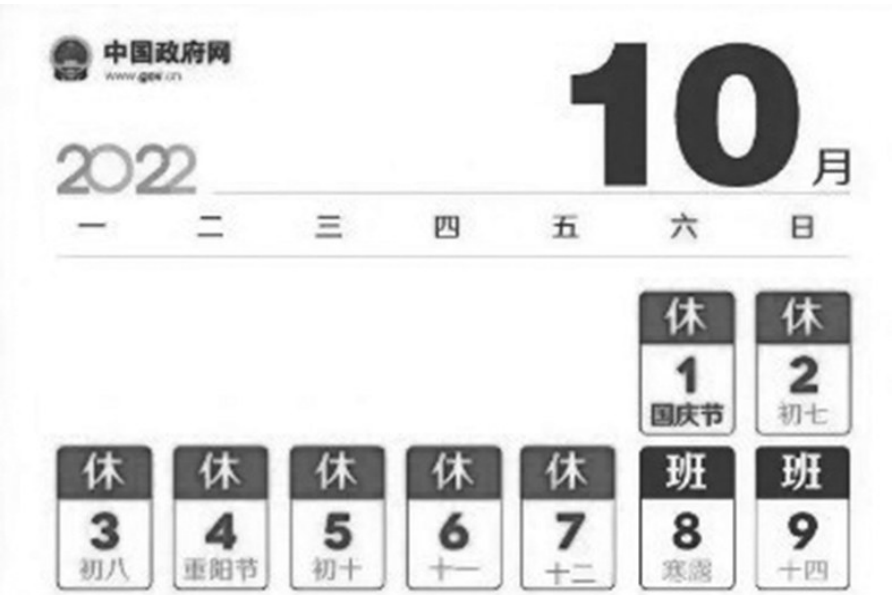 中国政府网
www.gov.cn
10月
2022
一 二 三 四 五 六 日
休 休
1 2
国庆节 初七
休 休 休 休 休 班 班
3 4 5 6 7 8 9
初八 重阳节 初十 十一 十二 寒露 十四